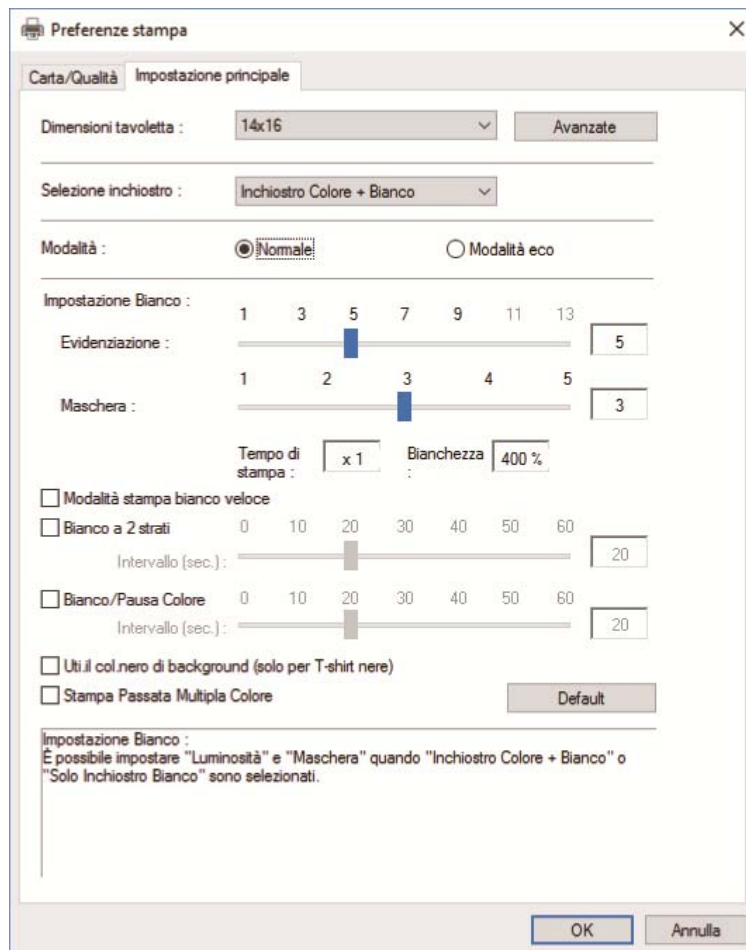 Preferenze stampa
Carta/Qualità Impostazione principale
Dimensioni tavoletta : 14x16 Avanzate
Selezione inchiostro : Inchiostro Colore + Bianco
Modalità : Normale Modalità eco
Impostazione Bianco :
1 3 5 7 9 11 13
Evidenziazione : 5
1 2 3 4 5
Maschera : 3
Tempo di stampa : x 1 Bianchezza : 400 %
Modalità stampa bianco veloce
Bianco a 2 strati 0 10 20 30 40 50 60
Intervallo (sec.) : 20
Bianco/Pausa Colore 0 10 20 30 40 50 60
Intervallo (sec.) : 20
Uti.il col.nero di background (solo per T-shirt nere)
Stampa Passata Multipla Colore Default
Impostazione Bianco :
È possibile impostare "Luminosità" e "Maschera" quando "Inchiostro Colore + Bianco" o
"Solo Inchiostro Bianco" sono selezionati.
OK Annulla